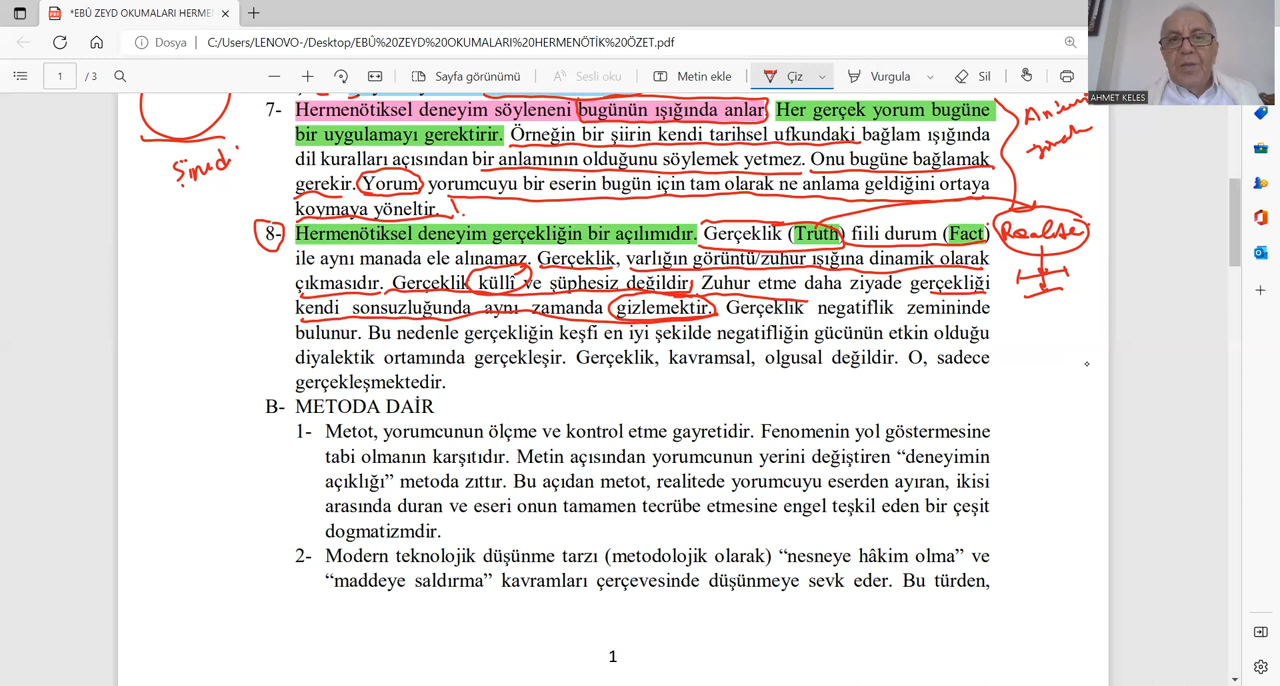 *EBÛ ZEYD OKUMALARI HERMEN
Dosya C:/Users/LENOVO-/Desktop/EBÛ%20ZEYD%20OKUMALARI%20HERMENÖTİK%20ÖZET.pdf
1 / 3 Sayfa görünümü Sesli oku Metin ekle Çiz Vurgula Sil
AHMET KELES
7- Hermenötiksel deneyim söyleneni bugünün ışığında anlar. Her gerçek yorum bugüne
bir uygulamayı gerektirir. Örneğin bir şiirin kendi tarihsel ufkundaki bağlam ışığında
dil kuralları açısından bir anlamının olduğunu söylemek yetmez. Onu bugüne bağlamak
gerekir. Yorum yorumcuyu bir eserin bugün için tam olarak ne anlama geldiğini ortaya
koymaya yöneltir.
Şimdi
8- Hermenötiksel deneyim gerçekliğin bir açılımıdır. Gerçeklik (Truth) fiili durum (Fact)
Realite
ile aynı manada ele alınamaz. Gerçeklik, varlığın görüntü/zuhur ışığına dinamik olarak
çıkmasıdır. Gerçeklik küllî ve şüphesiz değildir. Zuhur etme daha ziyade gerçekliği
kendi sonsuzluğunda aynı zamanda gizlemektir. Gerçeklik negatiflik zemininde
bulunur. Bu nedenle gerçekliğin keşfi en iyi şekilde negatifliğin gücünün etkin olduğu
diyalektik ortamında gerçekleşir. Gerçeklik, kavramsal, olgusal değildir. O, sadece
gerçekleşmektedir.
B- METODA DAİR
1- Metot, yorumcunun ölçme ve kontrol etme gayretidir. Fenomenin yol göstermesine
tabi olmanın karşıtıdır. Metin açısından yorumcunun yerini değiştiren “deneyimin
açıklığı” metoda zıttır. Bu açıdan metot, realitede yorumcuyu eserden ayıran, ikisi
arasında duran ve eseri onun tamamen tecrübe etmesine engel teşkil eden bir çeşit
dogmatizmdir.
2- Modern teknolojik düşünme tarzı (metodolojik olarak) “nesneye hâkim olma” ve
“maddeye saldırma” kavramları çerçevesinde düşünmeye sevk eder. Bu türden,
1